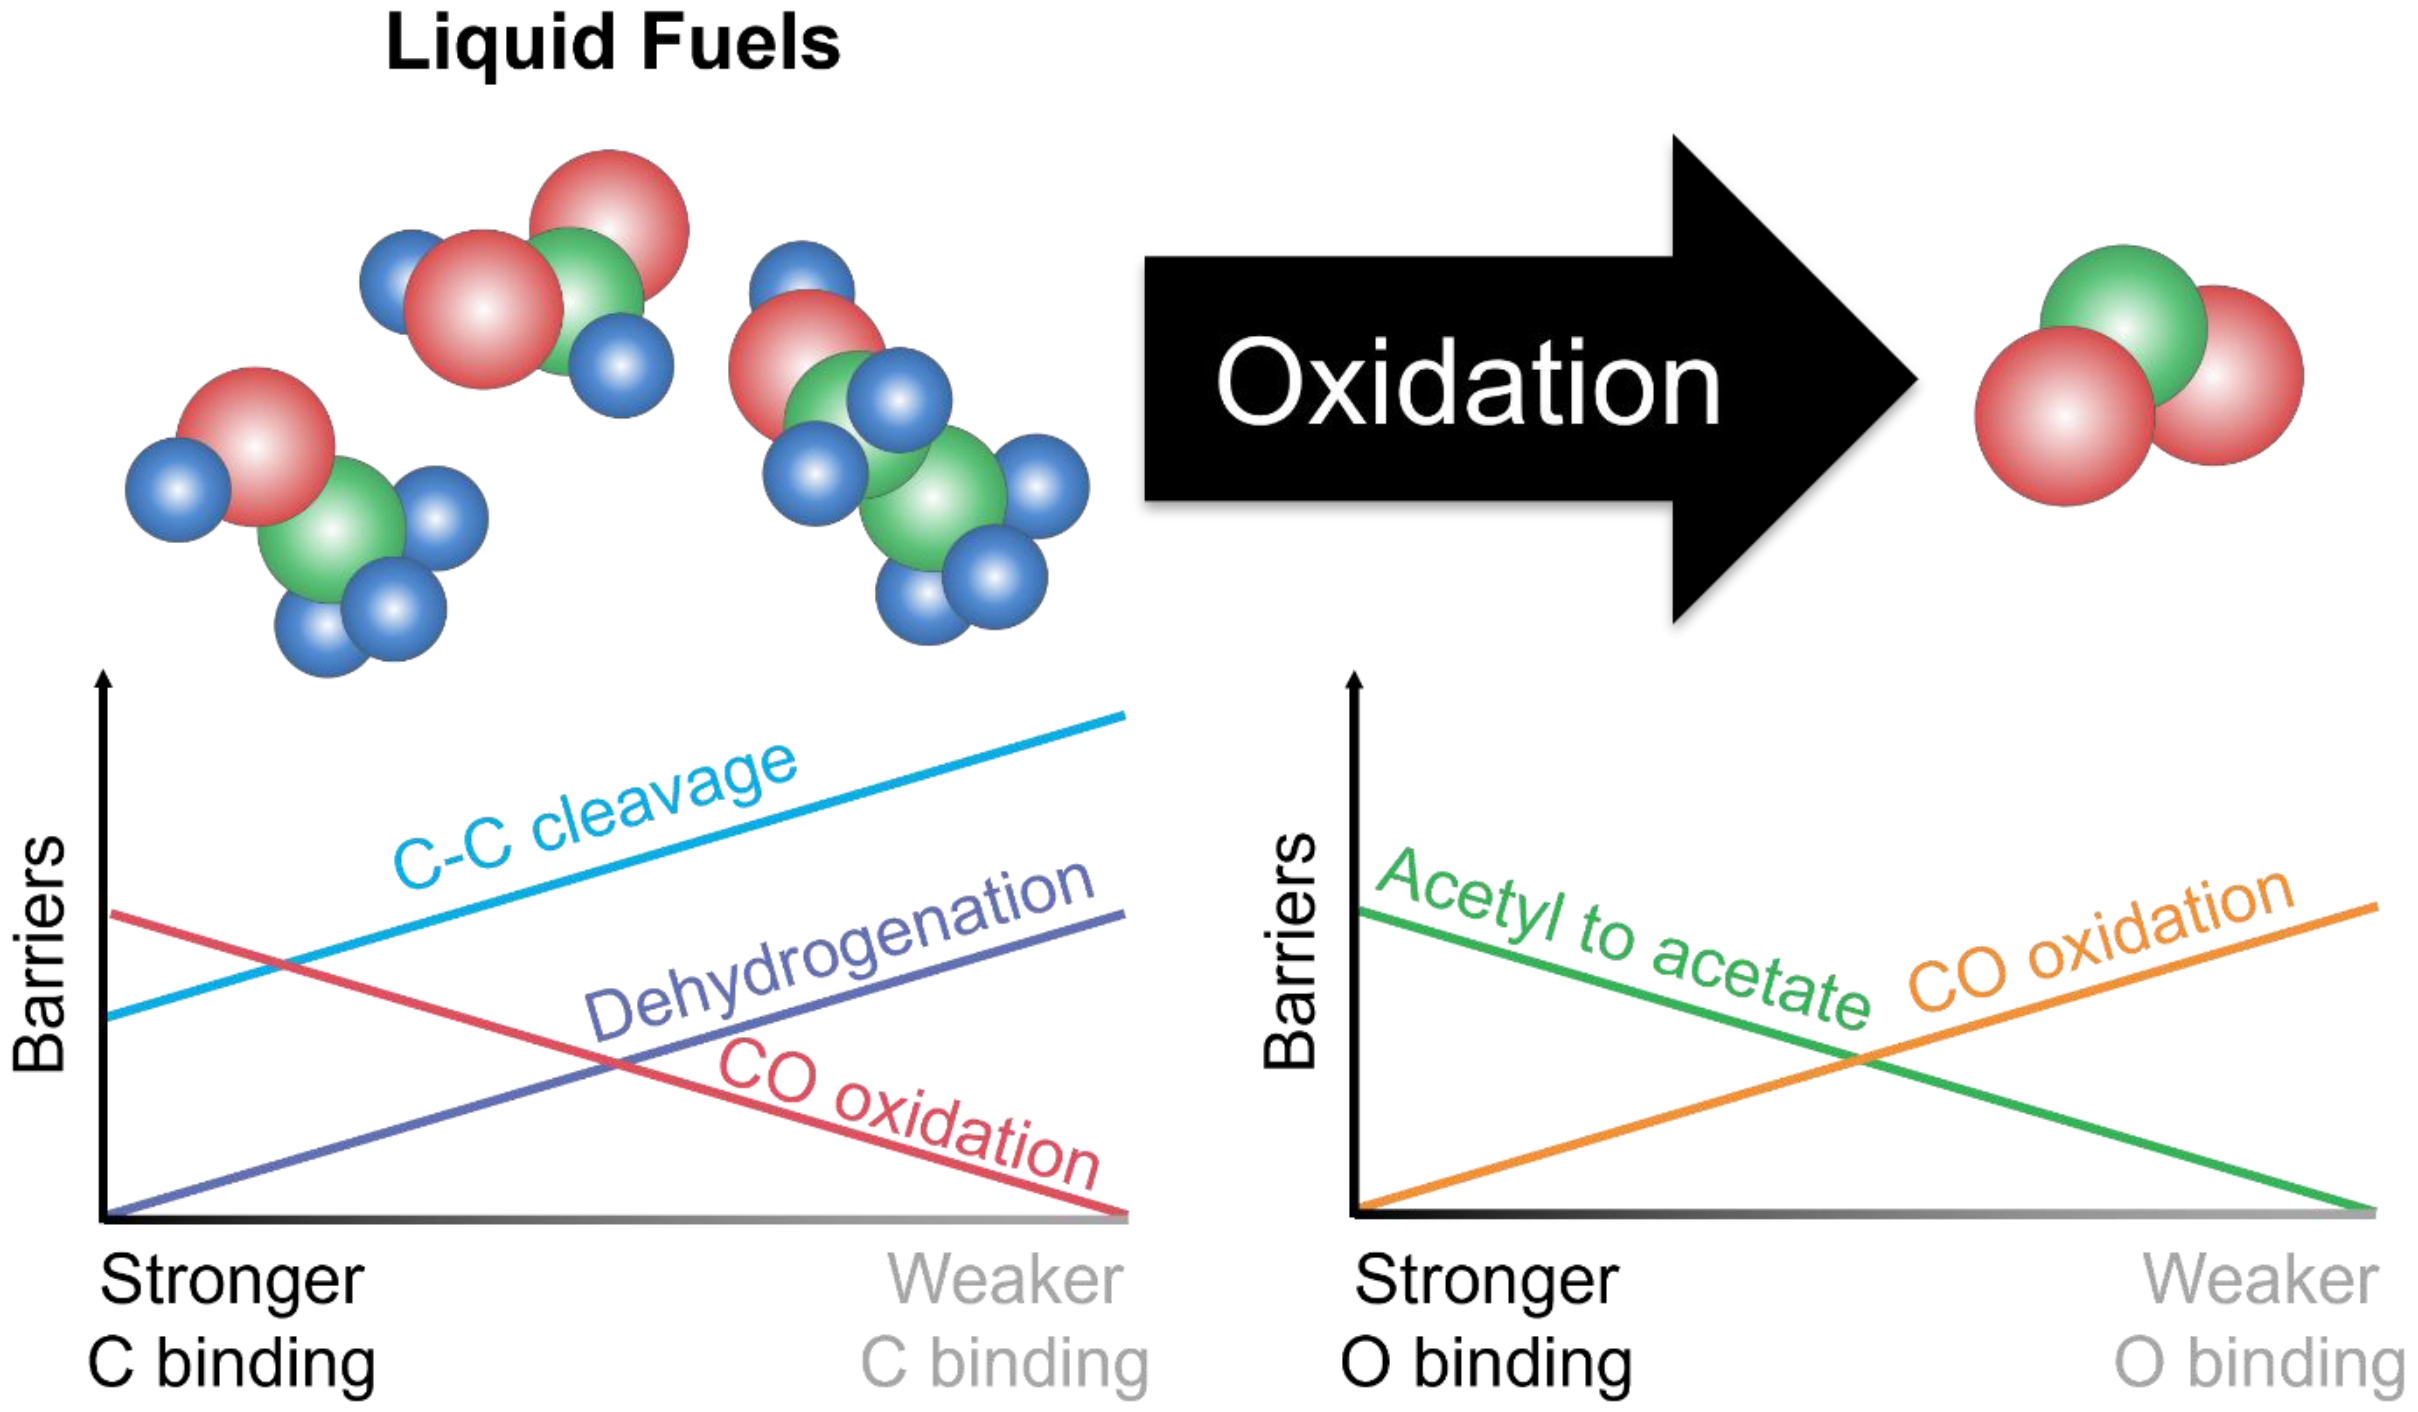 Liquid Fuels
Oxidation
Barriers
C-C cleavage
Dehydrogenation
CO oxidation
Stronger
C binding
Weaker
C binding
Barriers
Acetyl to acetate
CO oxidation
Stronger
O binding
Weaker
O binding